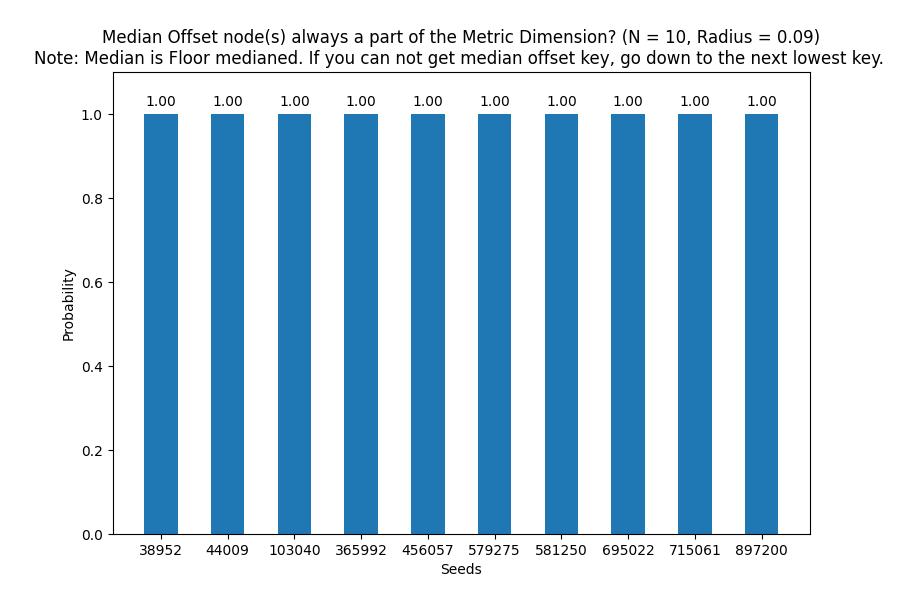 Median Offset node(s) always a part of the Metric Dimension? (N = 10, Radius = 0.09)
Note: Median is Floor medianed. If you can not get median offset key, go down to the next lowest key.
1.00 1.00 1.00 1.00 1.00 1.00 1.00 1.00 1.00 1.00
1.0
0.8
0.6
0.4
0.2
0.0
Probability
38952 44009 103040 365992 456057 579275 581250 695022 715061 897200
Seeds